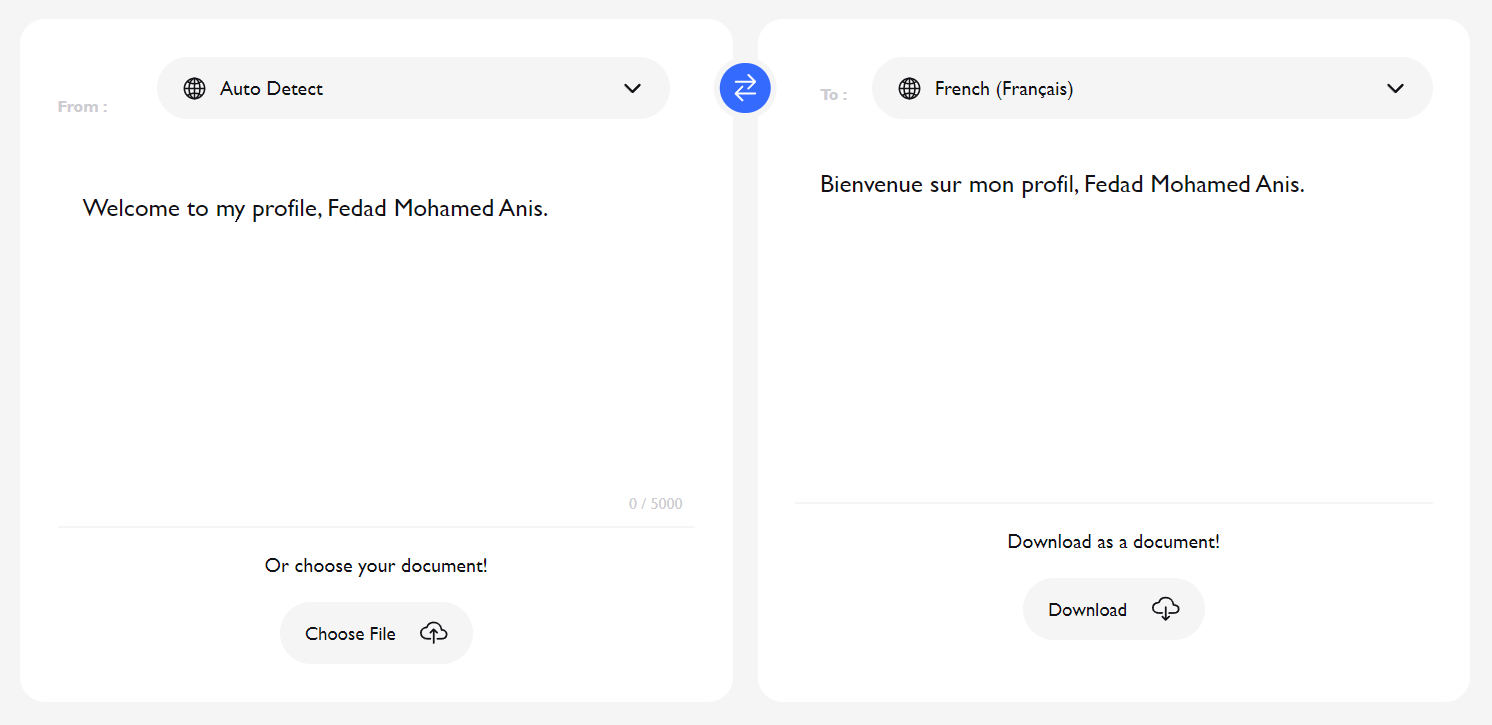 From :
Auto Detect
Welcome to my profile, Fedad Mohamed Anis.
0 / 5000
Or choose your document!
Choose File
To :
French (Français)
Bienvenue sur mon profil, Fedad Mohamed Anis.
Download as a document!
Download